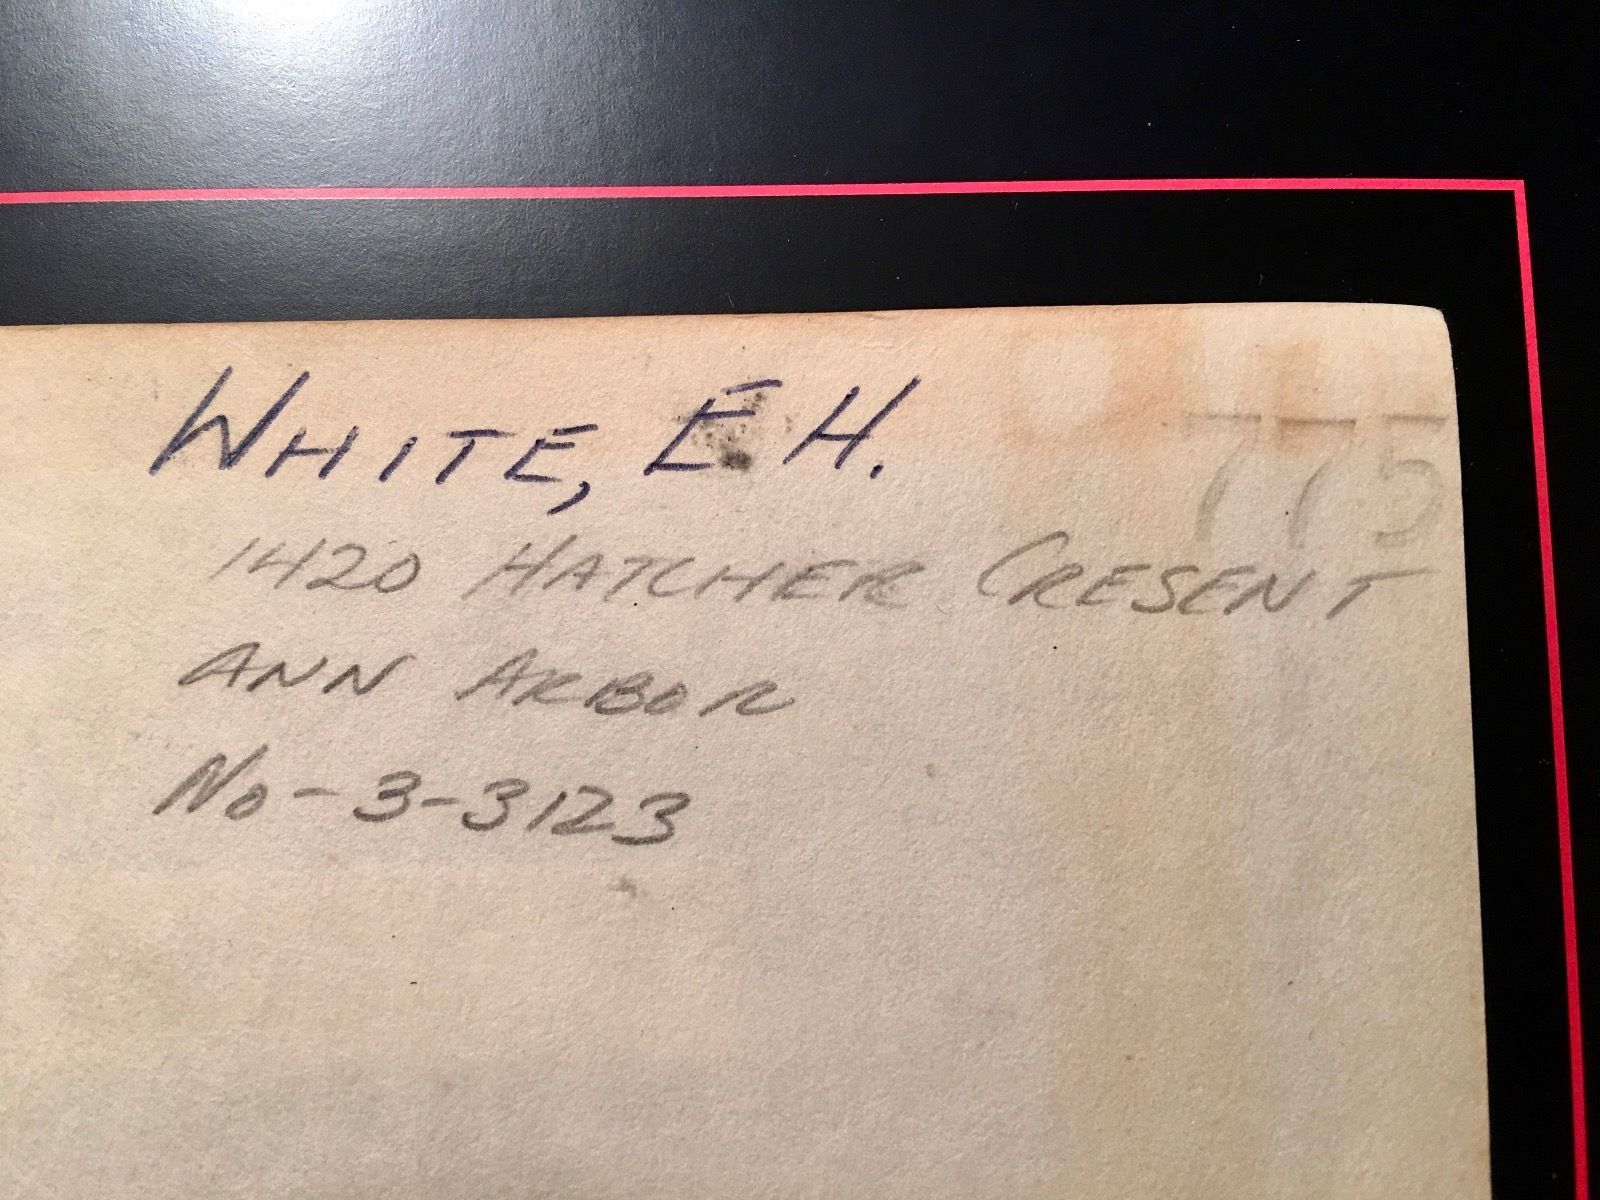 WHITE, E H.
775
1420 HATCHER CRESENT
ANN ARBOR
No-3-3123